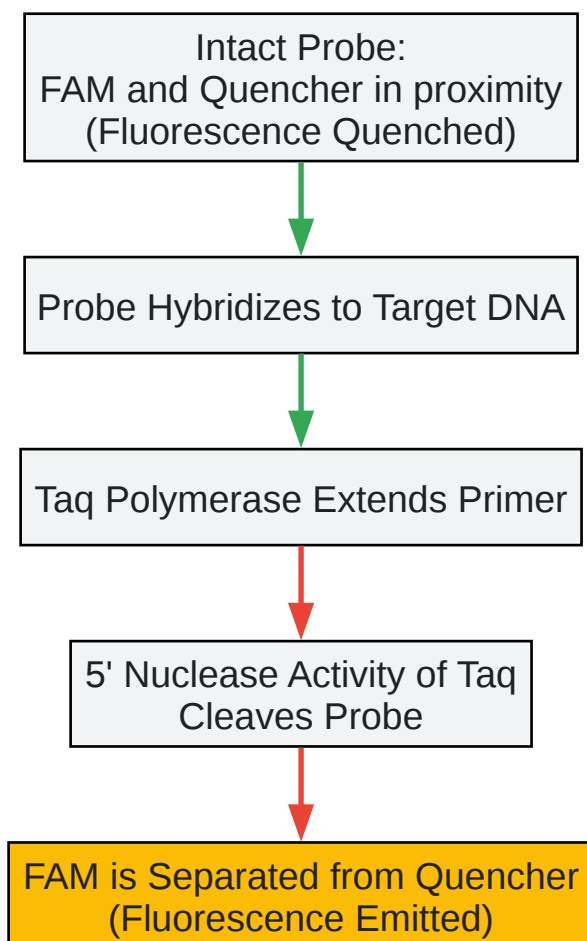 Intact Probe:
FAM and Quencher in proximity
(Fluorescence Quenched)
Probe Hybridizes to Target DNA
Taq Polymerase Extends Primer
5' Nuclease Activity of Taq
Cleaves Probe
FAM is Separated from Quencher
(Fluorescence Emitted)